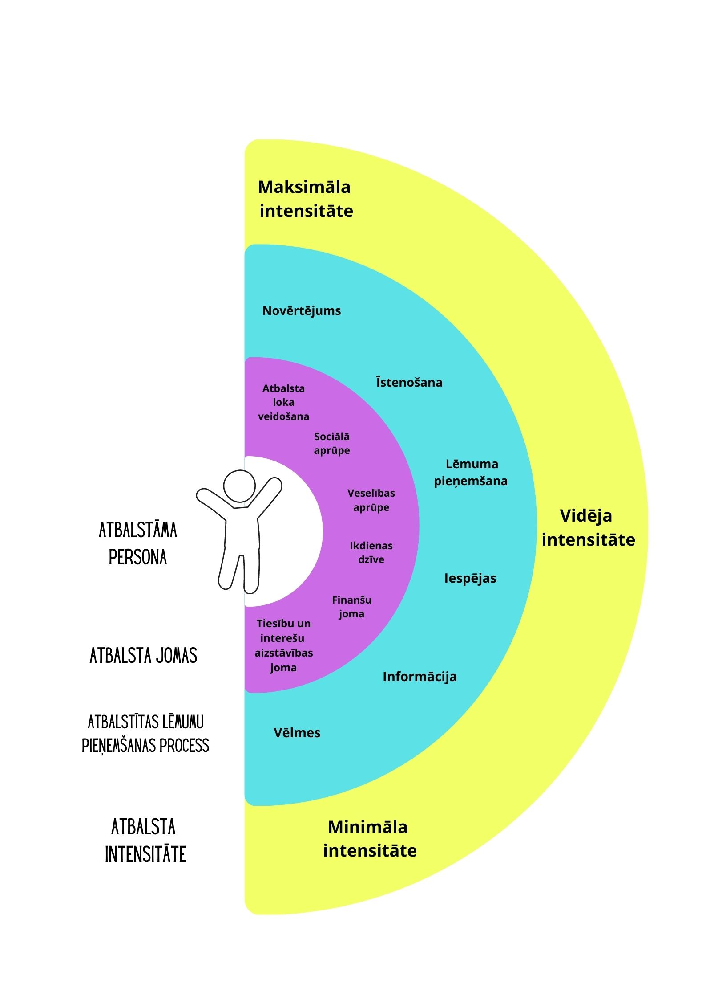 Maksimāla
intensitāte
Novērtējums
Īstenošana
Atbalsta
loka
veidošana
Sociālā
aprūpe
Lēmuma
pieņemšana
Veselības
aprūpe
Vidēja
intensitāte
ATBALSTĀMA
PERSONA
Ikdienas
dzīve
Iespējas
Finanšu
joma
Tiesību un
interešu
aizstāvības
joma
ATBALSTA JOMAS
Informācija
ATBALSTĪTAS LĒMUMU
PIEŅEMŠANAS PROCESS
Vēlmes
ATBALSTA
INTENSITĀTE
Minimāla
intensitāte